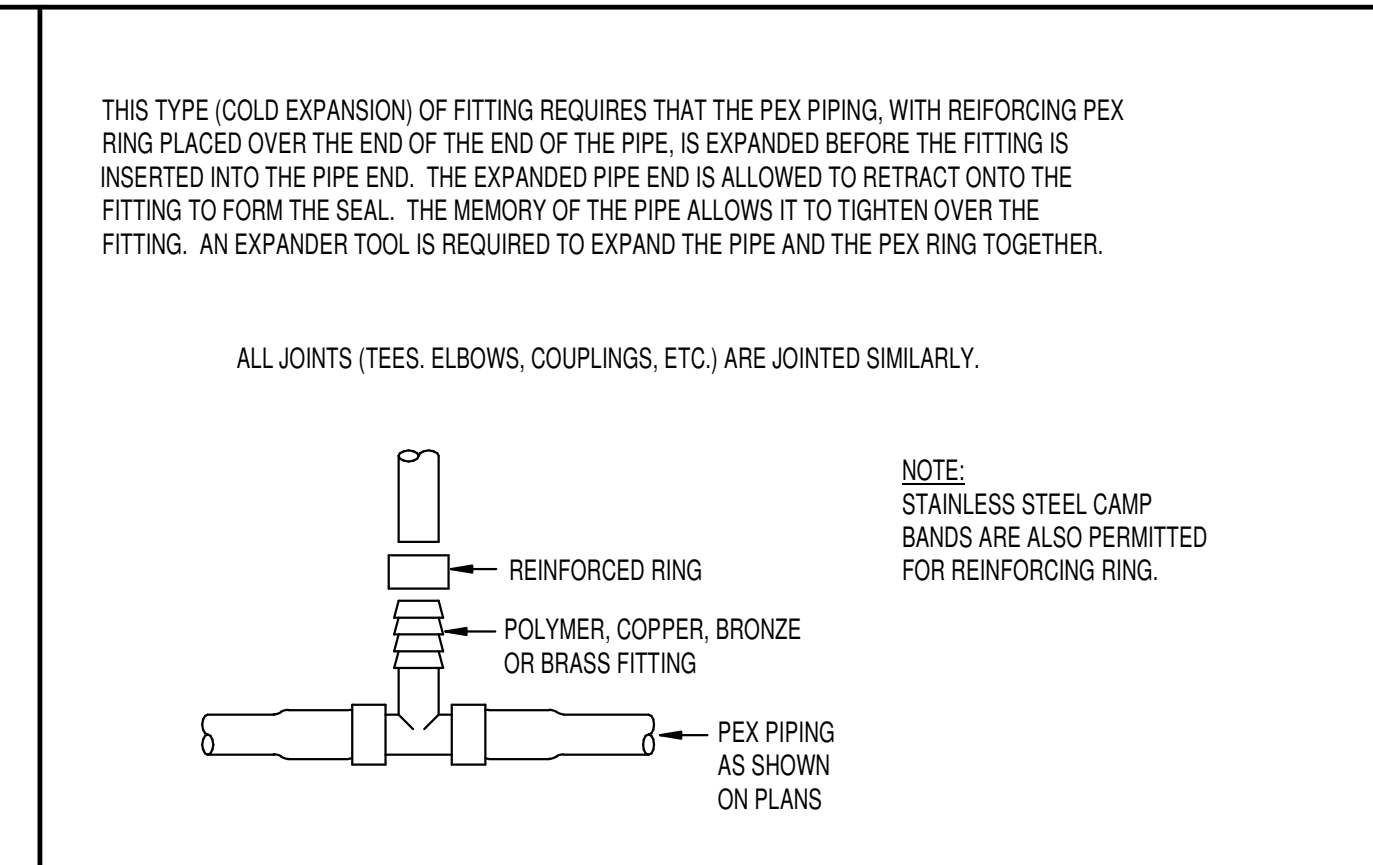 THIS TYPE (COLD EXPANSION) OF FITTING REQUIRES THAT THE PEX PIPING, WITH REIFORCING PEX
RING PLACED OVER THE END OF THE END OF THE PIPE, IS EXPANDED BEFORE THE FITTING IS
INSERTED INTO THE PIPE END. THE EXPANDED PIPE END IS ALLOWED TO RETRACT ONTO THE
FITTING TO FORM THE SEAL. THE MEMORY OF THE PIPE ALLOWS IT TO TIGHTEN OVER THE
FITTING. AN EXPANDER TOOL IS REQUIRED TO EXPAND THE PIPE AND THE PEX RING TOGETHER.
ALL JOINTS (TEES. ELBOWS, COUPLINGS, ETC.) ARE JOINTED SIMILARLY.
NOTE:
STAINLESS STEEL CAMP
BANDS ARE ALSO PERMITTED
FOR REINFORCING RING.
REINFORCED RING
POLYMER, COPPER, BRONZE
OR BRASS FITTING
PEX PIPING
AS SHOWN
ON PLANS